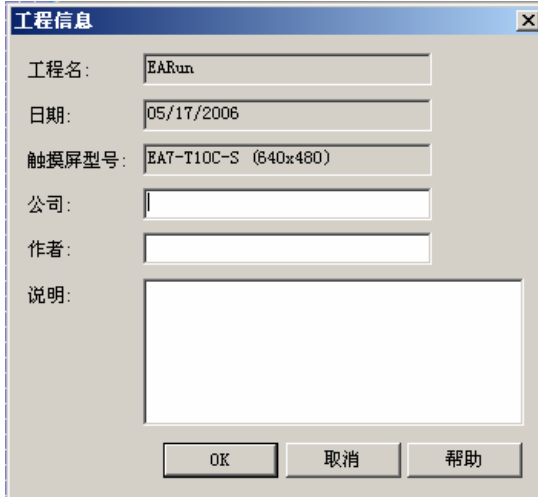 工程信息
工程名: EARun
日期: 05/17/2006
触摸屏型号: EA7-T10C-S (640x480)
公司:
作者:
说明:
OK 取消 帮助